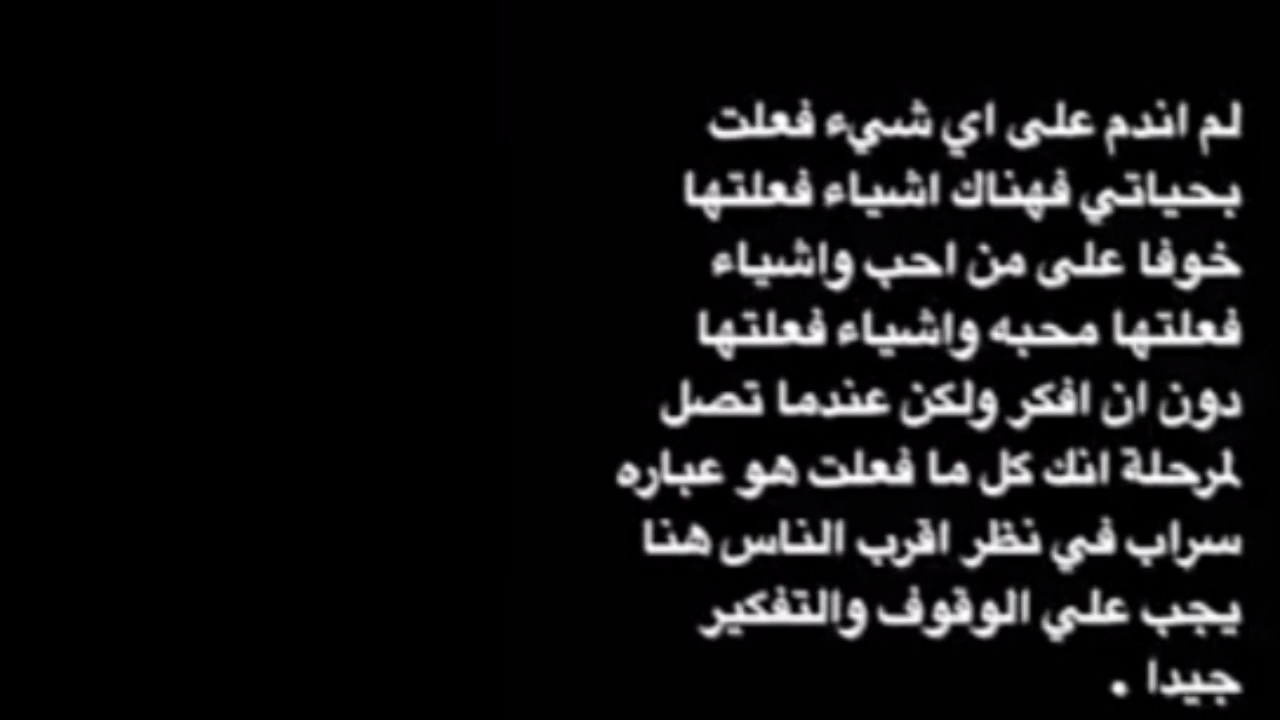 لم اندم على اي شيء فعلت
بحياتي فهناك اشياء فعلتها
خوفا على من احب واشياء
فعلتها محبه واشياء فعلتها
دون ان افكر ولكن عندما تصل
لمرحلة انك كل ما فعلت هو عباره
سراب في نظر اقرب الناس هنا
يجب علي الوقوف والتفكير
جيدا .